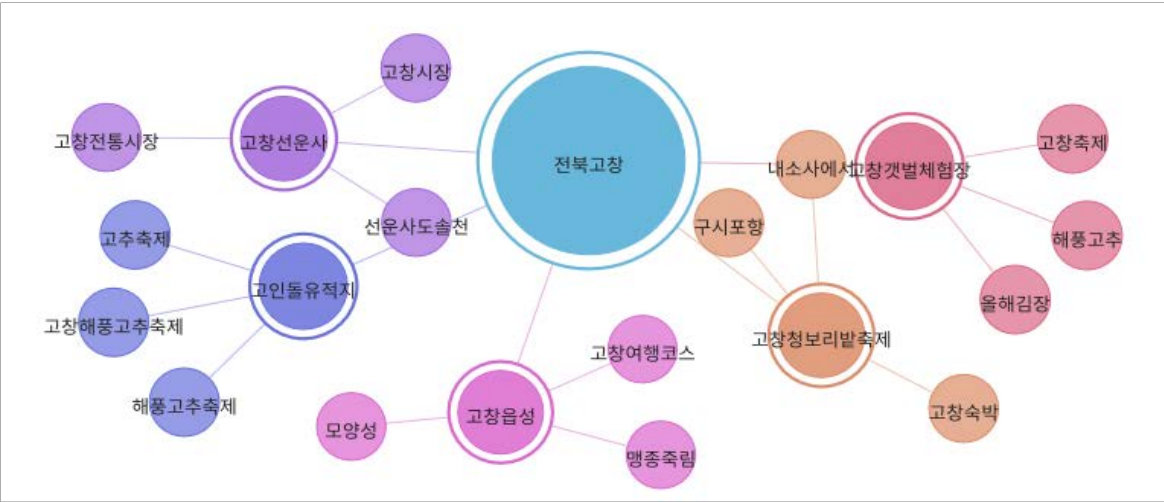 고창시장
고창전통시장
고창선운사
전북고창
고창축제
내소사에서
고창갯벌체험장
선운사도솔천
구시포항
고추축제
해풍고추
고인돌유적지
올해김장
고창해풍고추축제
고창청보리밭축제
고창여행코스
해풍고추축제
고창읍성
고창숙박
모양성
맹종죽림